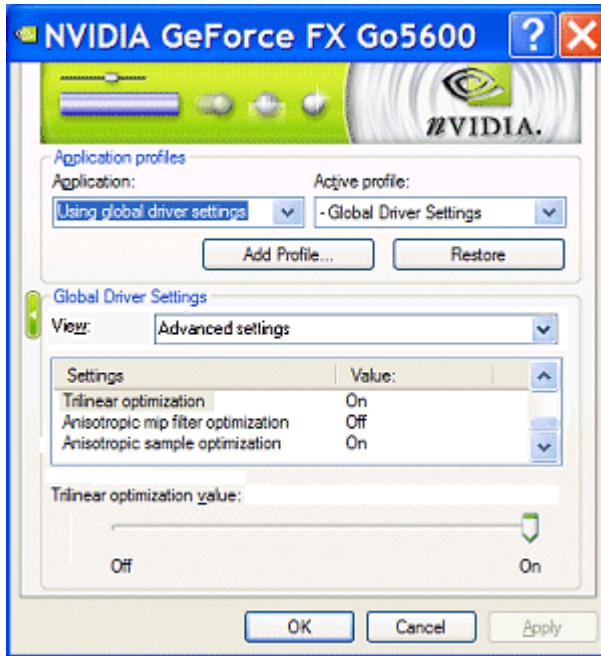 NVIDIA GeForce FX Go5600
nVIDIA.
Application profiles
Application: Active profile:
Using global driver settings - Global Driver Settings
Add Profile... Restore
Global Driver Settings
View: Advanced settings
Settings Value:
Trilinear optimization On
Anisotropic mip filter optimization Off
Anisotropic sample optimization On
Trilinear optimization value:
Off On
OK Cancel Apply